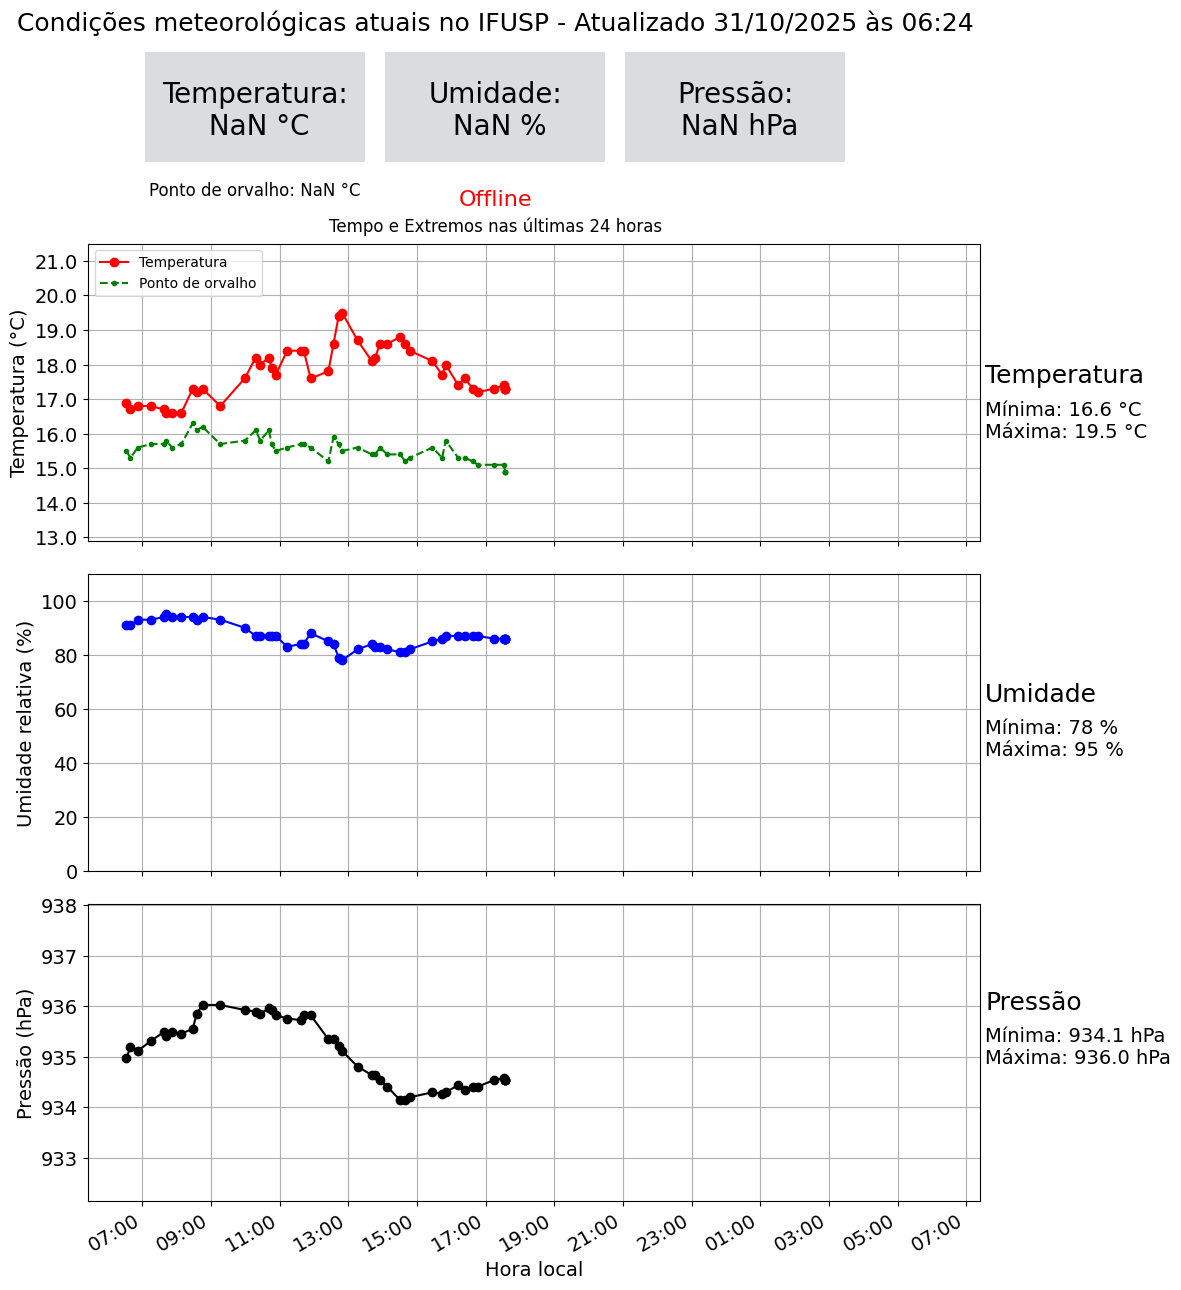 Condições meteorológicas atuais no IFUSP - Atualizado 31/10/2025 às 06:24
Temperatura:
NaN °C
Umidade:
NaN %
Pressão:
NaN hPa
Ponto de orvalho: NaN °C
Offline
Tempo e Extremos nas últimas 24 horas
Temperatura
Ponto de orvalho
Temperatura (°C)
21.0
20.0
19.0
18.0
17.0
16.0
15.0
14.0
13.0
Temperatura
Mínima: 16.6 °C
Máxima: 19.5 °C
Umidade relativa (%)
100
80
60
40
20
0
Umidade
Mínima: 78 %
Máxima: 95 %
Pressão (hPa)
938
937
936
935
934
933
Pressão
Mínima: 934.1 hPa
Máxima: 936.0 hPa
07:00 09:00 11:00 13:00 15:00 17:00 19:00 21:00 23:00 01:00 03:00 05:00 07:00
Hora local